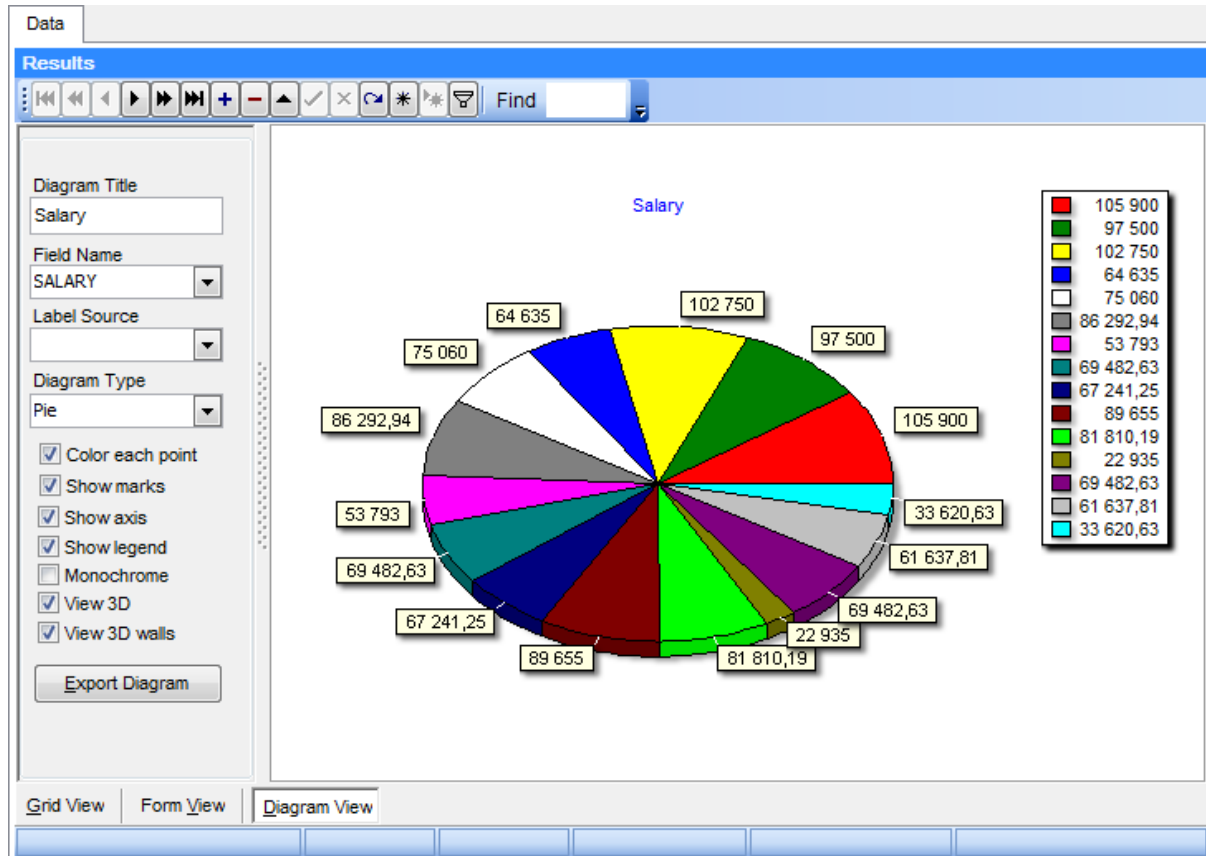 Data
Results
Find
Diagram Title
Salary
Field Name
SALARY
Label Source
Diagram Type
Pie
Color each point
Show marks
Show axis
Show legend
Monochrome
View 3D
View 3D walls
Export Diagram
Salary
102 750
64 635
97 500
75 060
86 292,94
105 900
53 793
33 620,63
69 482,63
61 637,81
67 241,25
69 482,63
89 655
81 810,19
22 935
105 900
97 500
102 750
64 635
75 060
86 292,94
53 793
69 482,63
67 241,25
89 655
81 810,19
22 935
69 482,63
61 637,81
33 620,63
Grid View
Form View
Diagram View